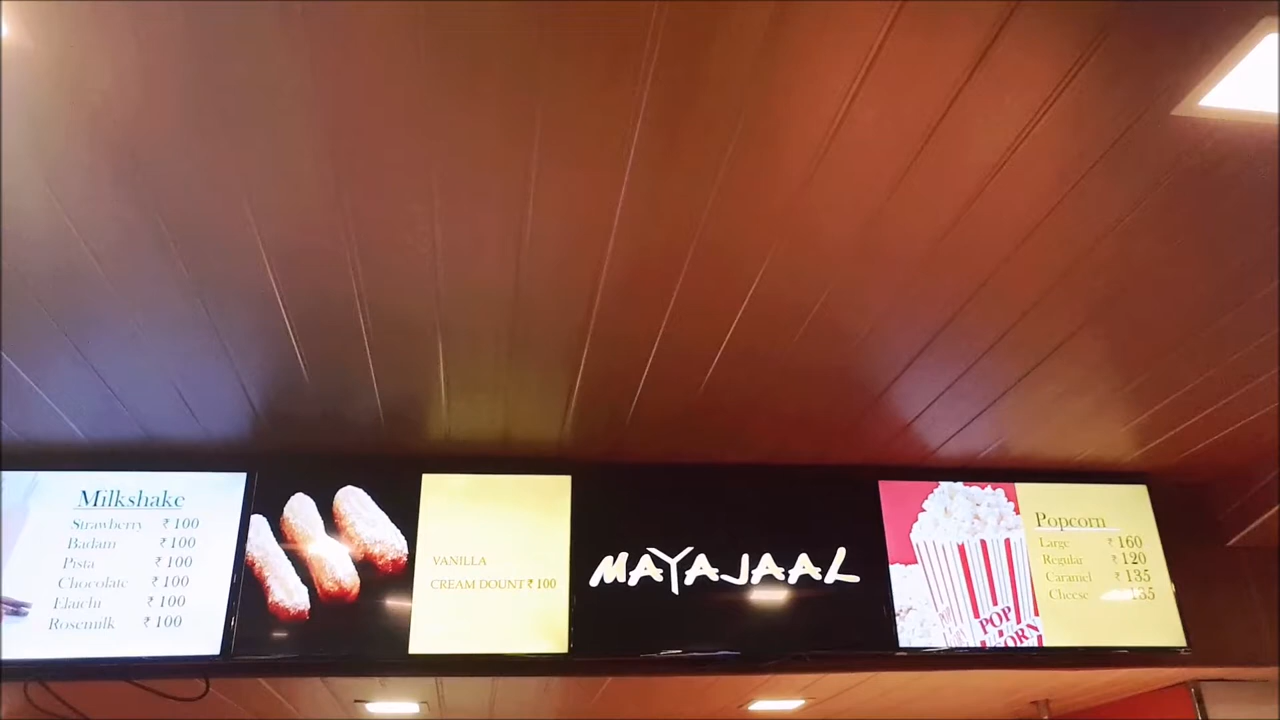 Milkshake
Strawberry ₹ 100
Badam ₹ 100
Pista ₹ 100
Chocolate ₹ 100
Elaichi ₹ 100
Rosemilk ₹ 100
VANILLA
CREAM DOUNT ₹ 100
MAYAJAAL
POP
CORN
Popcorn
Large ₹ 160
Regular ₹ 120
Caramel ₹ 135
Cheese 135